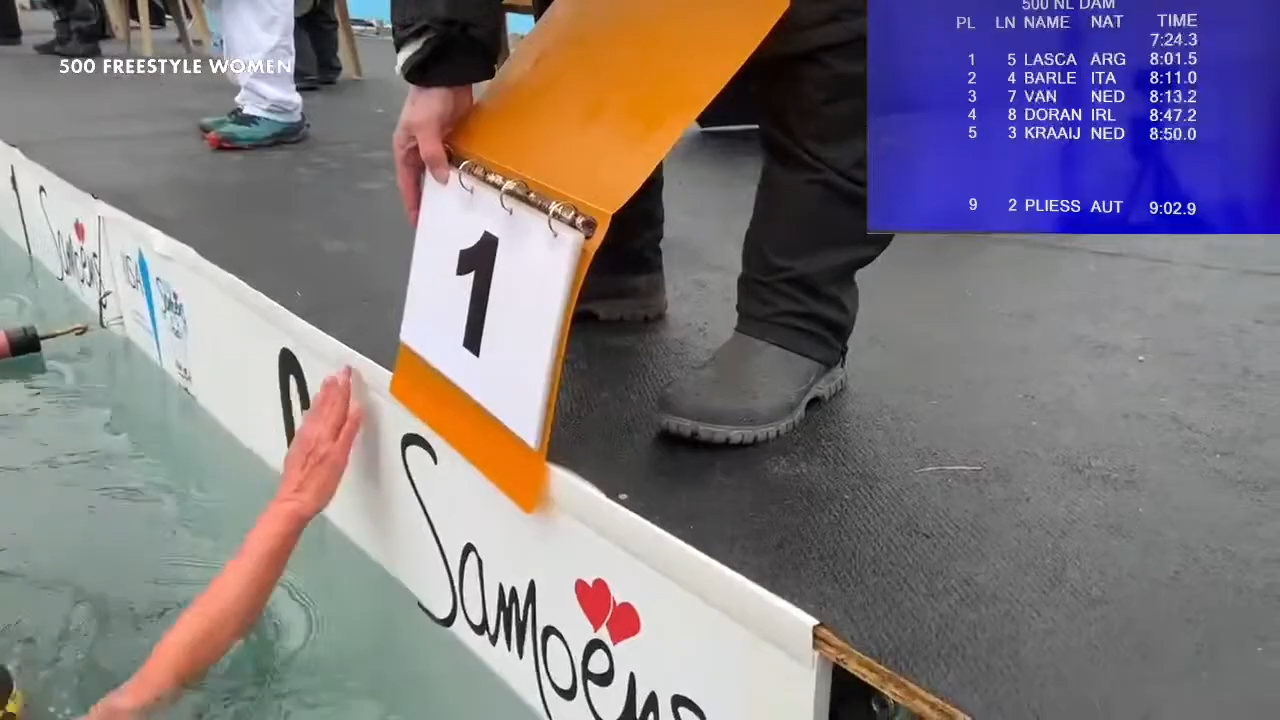 500 FREESTYLE WOMEN
500 NL DAM
PL LN NAME NAT TIME
7:24.3
1 5 LASCA ARG 8:01.5
2 4 BARLE ITA 8:11.0
3 7 VAN NED 8:13.2
4 8 DORAN IRL 8:47.2
5 3 KRAAIJ NED 8:50.0
9 2 PLIESS AUT 9:02.9
1
Samoëns